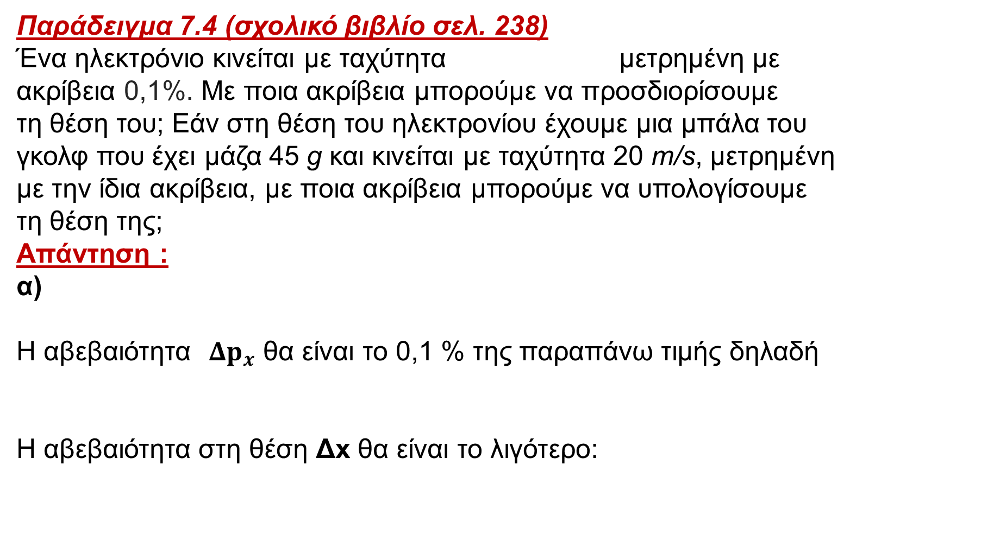 Παράδειγμα 7.4 (σχολικό βιβλίο σελ. 238)
Ένα ηλεκτρόνιο κινείται με ταχύτητα μετρημένη με
ακρίβεια 0,1%. Με ποια ακρίβεια μπορούμε να προσδιορίσουμε
τη θέση του; Εάν στη θέση του ηλεκτρονίου έχουμε μια μπάλα του
γκολφ που έχει μάζα 45 g και κινείται με ταχύτητα 20 m/s, μετρημένη
με την ίδια ακρίβεια, με ποια ακρίβεια μπορούμε να υπολογίσουμε
τη θέση της;
Απάντηση :
α)
Η αβεβαιότητα Δpₓ θα είναι το 0,1 % της παραπάνω τιμής δηλαδή
Η αβεβαιότητα στη θέση Δx θα είναι το λιγότερο: